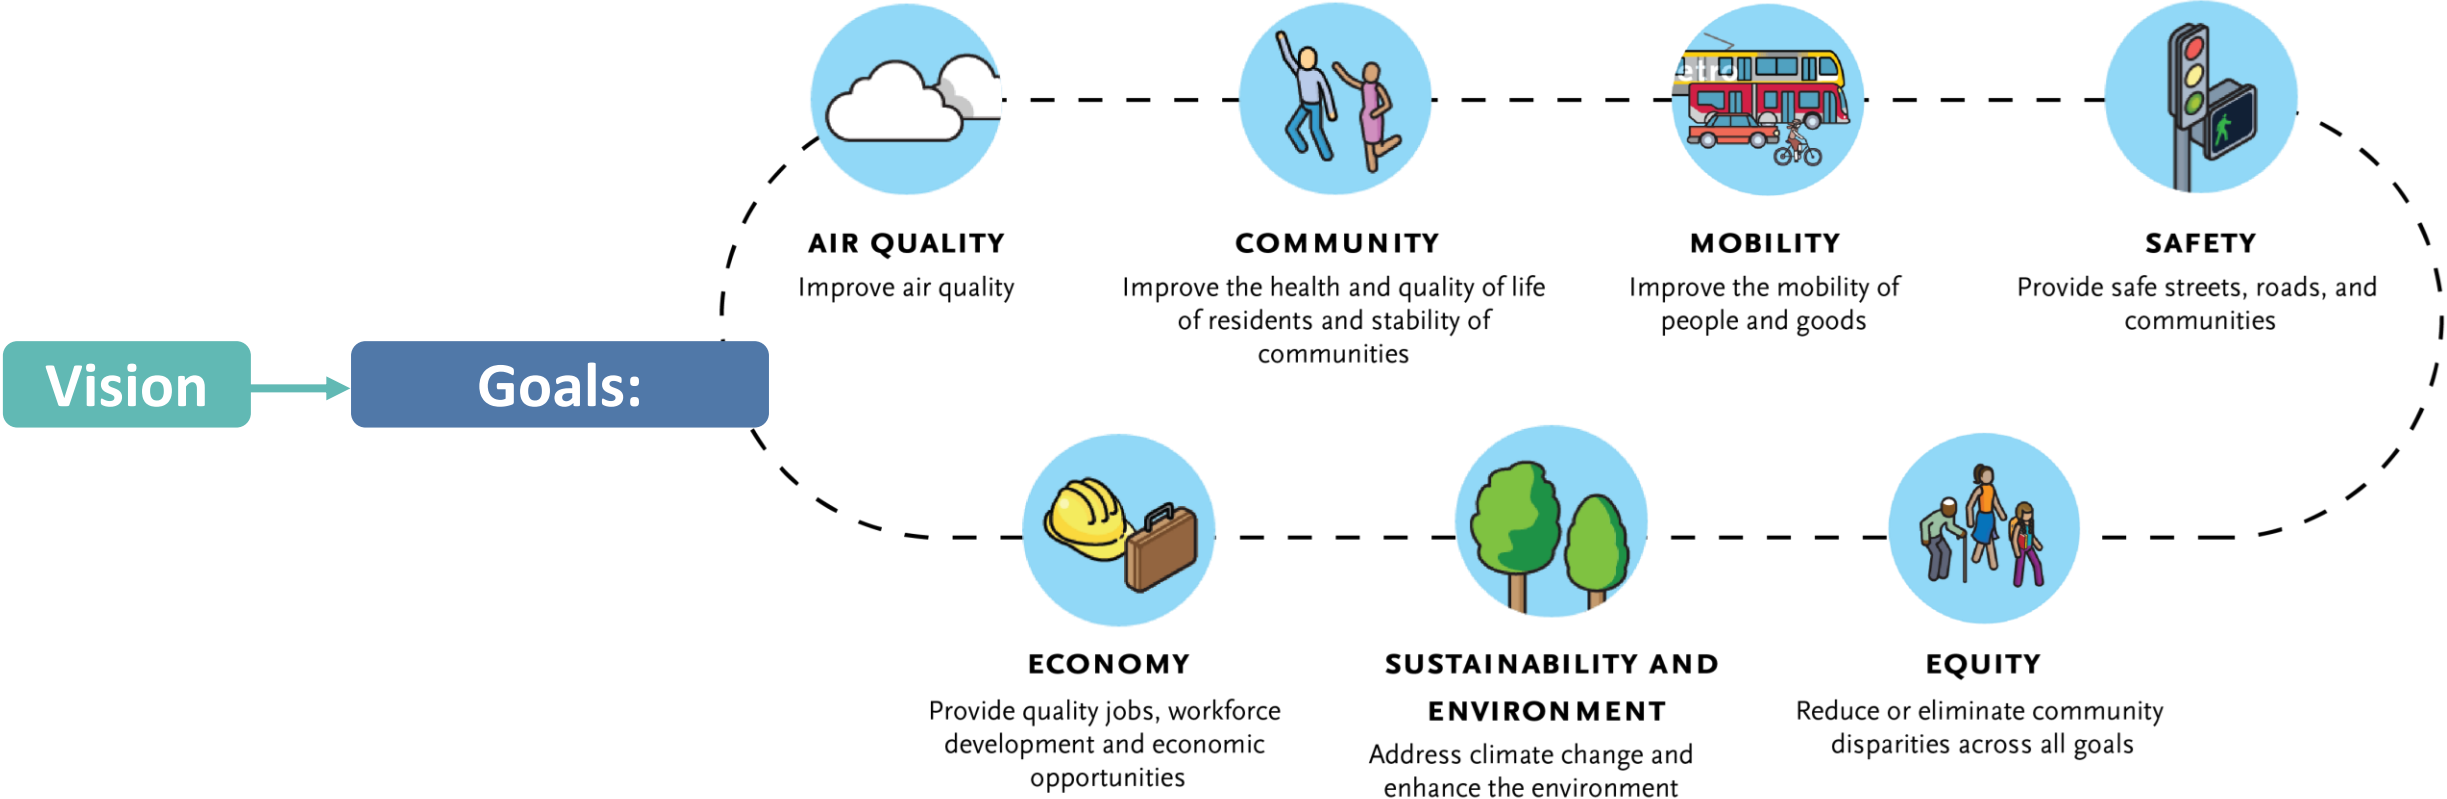 Vision
Goals:
etro
AIR QUALITY
Improve air quality
COMMUNITY
Improve the health and quality of life
of residents and stability of
communities
MOBILITY
Improve the mobility of
people and goods
SAFETY
Provide safe streets, roads, and
communities
ECONOMY
Provide quality jobs, workforce
development and economic
opportunities
SUSTAINABILITY AND
ENVIRONMENT
Address climate change and
enhance the environment
EQUITY
Reduce or eliminate community
disparities across all goals